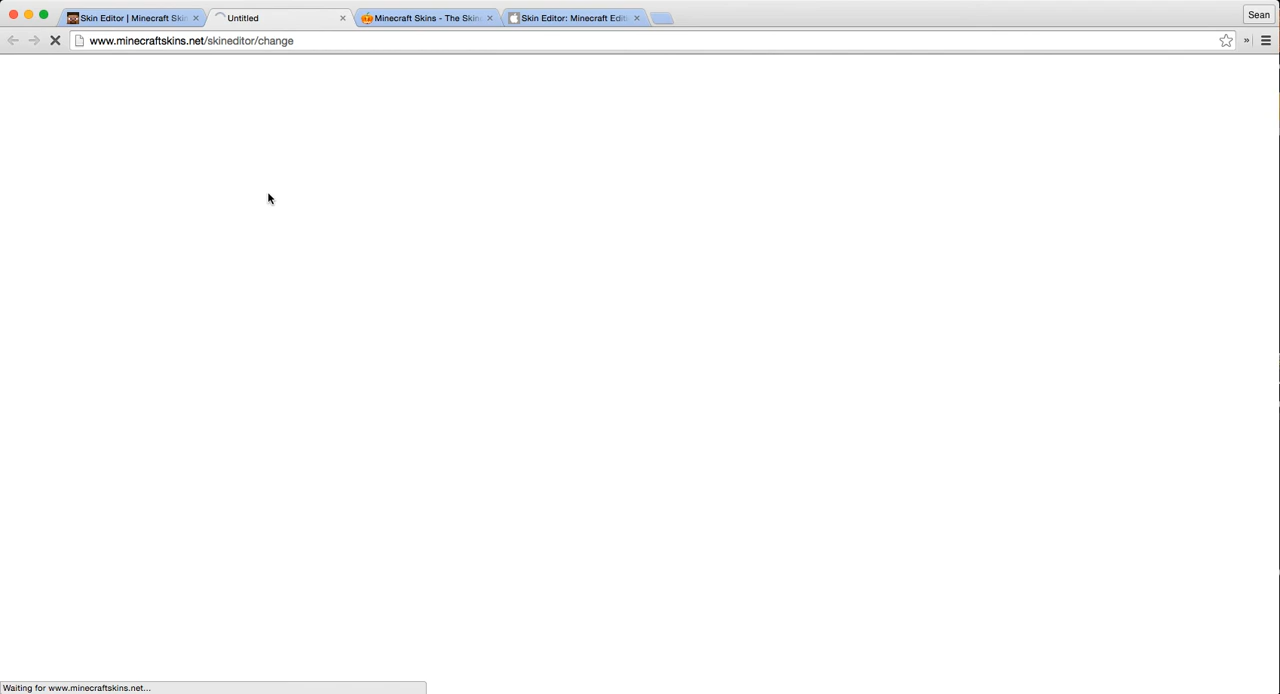 Skin Editor | Minecraft Skin
Untitled
Minecraft Skins - The Skin
Skin Editor: Minecraft Edit
Sean
www.minecraftskins.net/skineditor/change
»
Waiting for www.minecraftskins.net...